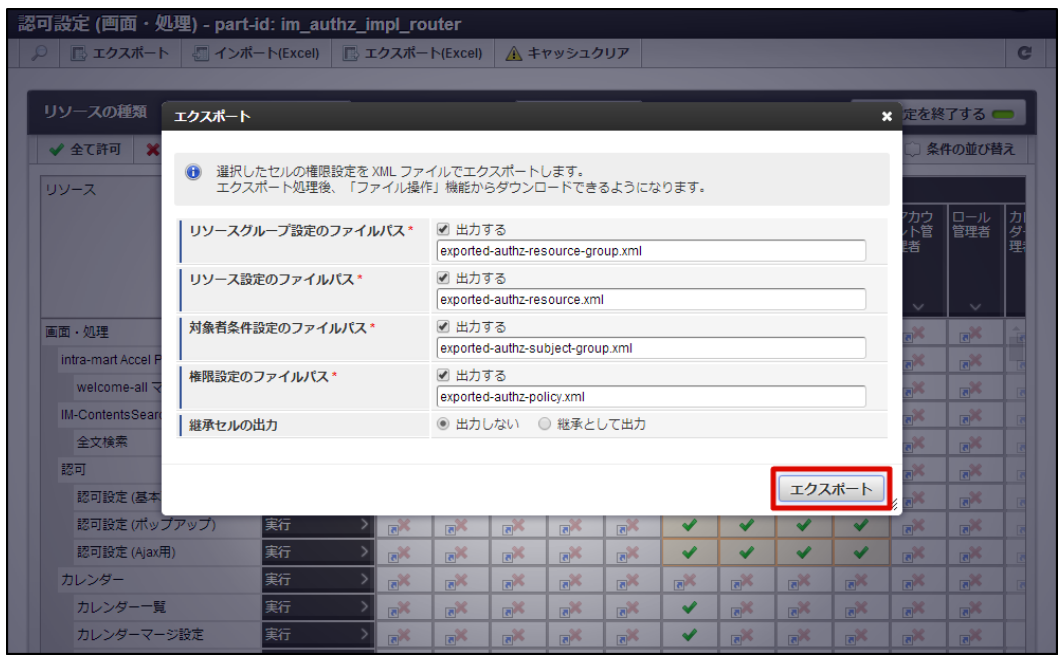 認可設定 (画面・処理) - part-id: im_authz_impl_router
エクスポート インポート(Excel) エクスポート(Excel) キャッシュクリア
リソースの種類
定を終了する
全て許可
条件の並び替え
リソース
エクスポート
選択したセルの権限設定を XML ファイルでエクスポートします。
エクスポート処理後、「ファイル操作」機能からダウンロードできるようになります。
リソースグループ設定のファイルパス *
出力する
exported-authz-resource-group.xml
リソース設定のファイルパス *
出力する
exported-authz-resource.xml
対象者条件設定のファイルパス *
出力する
exported-authz-subject-group.xml
権限設定のファイルパス *
出力する
exported-authz-policy.xml
継承セルの出力
出力しない 継承として出力
エクスポート
ロール
管理者
画面・処理
intra-mart Accel P
welcome-all マ
IM-ContentsSear
全文検索
認可
認可設定 (基本
認可設定 (ポップアップ) 実行
認可設定 (Ajax用) 実行
カレンダー 実行
カレンダー一覧 実行
カレンダーマージ設定 実行